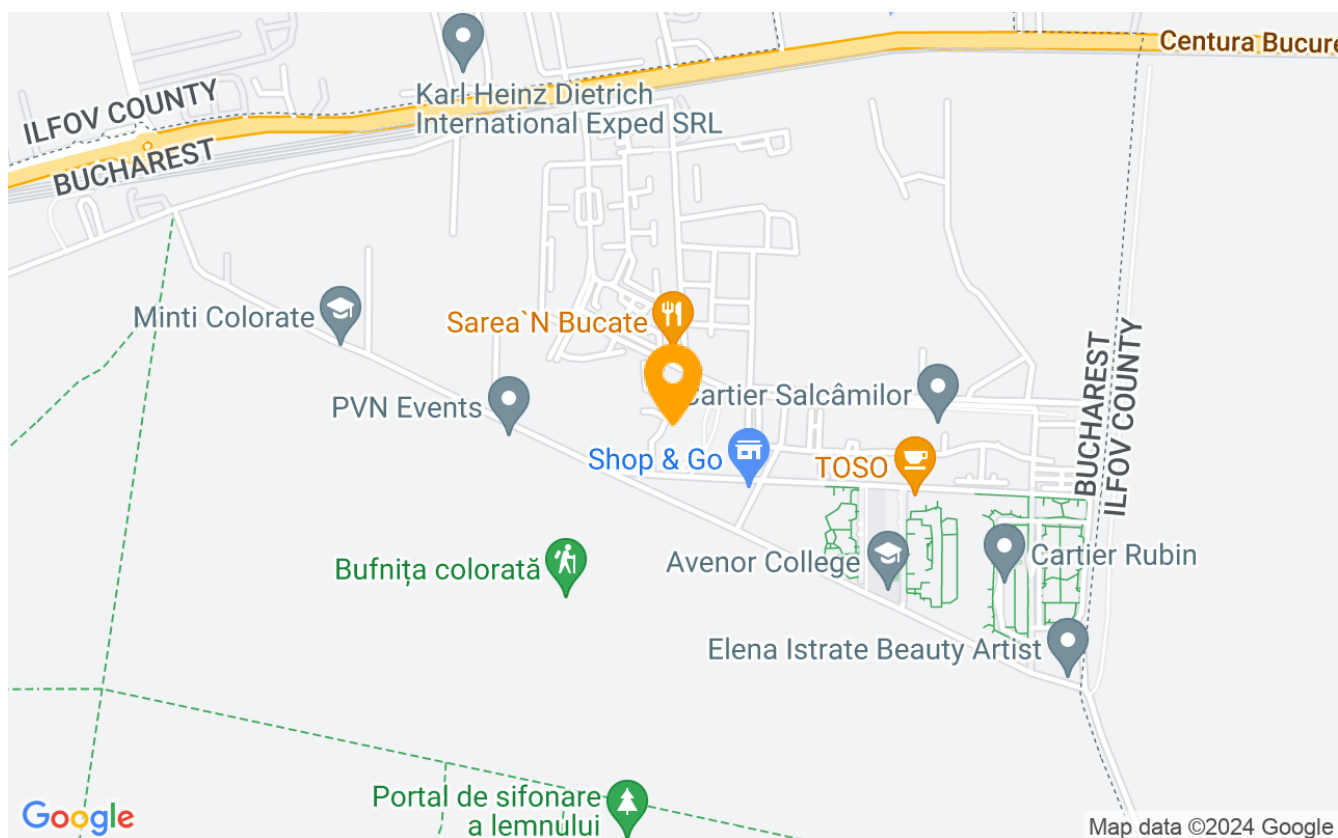 Centura Bucure
Karl Heinz Dietrich
International Exped SRL
ILFOV COUNTY
BUCHAREST
Minti Colorate
Sarea`N Bucate
Cartier Salcâmilor
PVN Events
BUCHAREST
ILFOV COUNTY
Shop & Go
TOSO
Bufnița colorată
Avenor College
Cartier Rubin
Elena Istrate Beauty Artist
Portal de sifonare
a lemnului
Google
Map data ©2024 Google